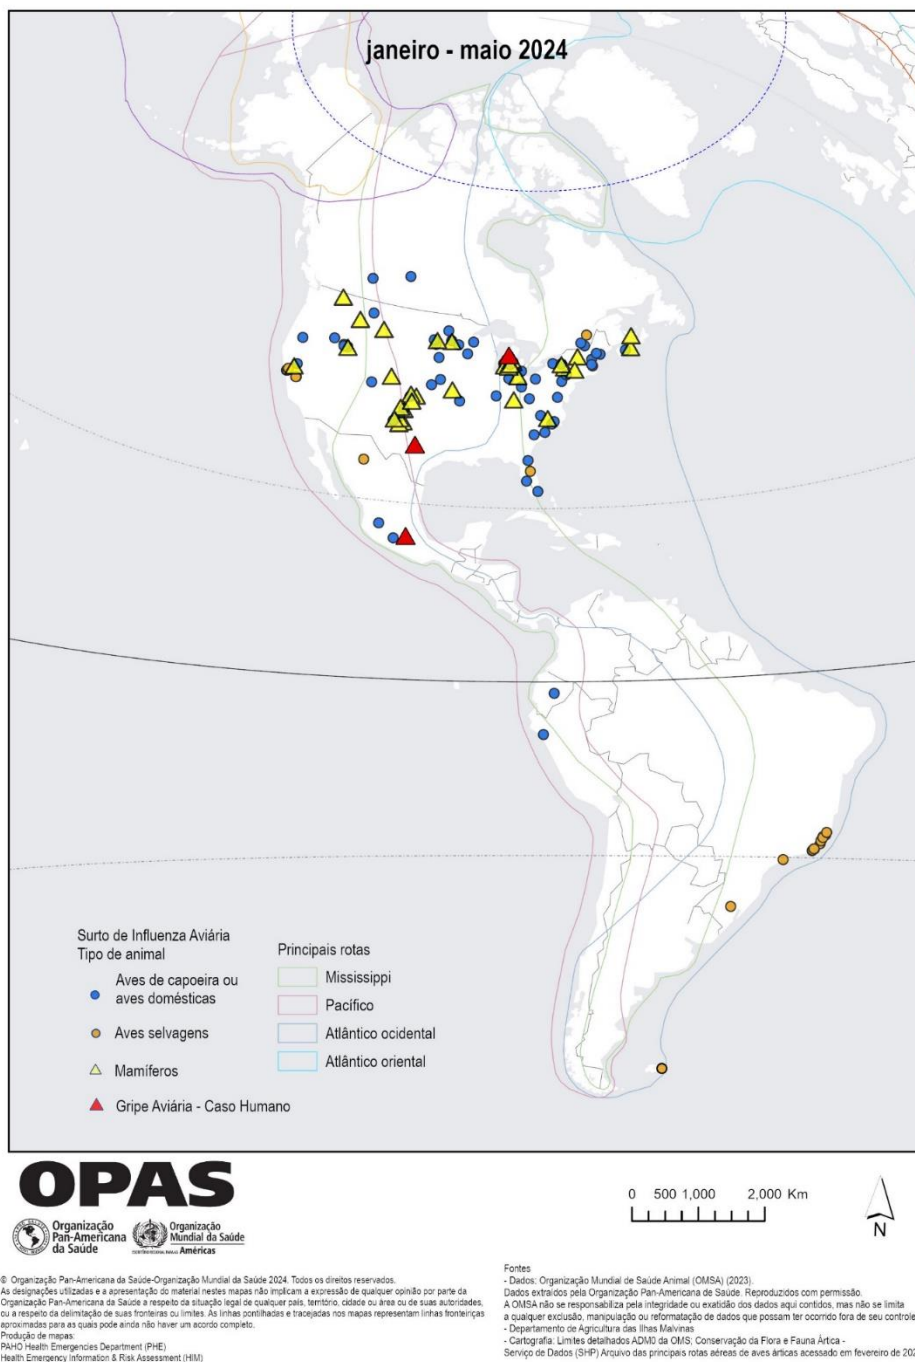 janeiro - maio 2024
Surto de Influenza Aviária
Tipo de animal
Aves de capoeira ou
aves domésticas
Aves selvagens
Mamíferos
Gripe Aviária - Caso Humano
Principais rotas
Mississippi
Pacífico
Atlântico ocidental
Atlântico oriental
OPAS
Organização
Pan-Americana
da Saúde
Organização
Mundial da Saúde
Américas
0 500 1,000 2,000 Km
N
© Organização Pan-Americana da Saúde-Organização Mundial da Saúde 2024. Todos os direitos reservados.
As designações utilizadas e a apresentação do material nestes mapas não implicam a expressão de qualquer opinião por parte da
Organização Pan-Americana da Saúde a respeito da situação legal de qualquer país, território, cidade ou área ou de suas autoridades,
ou a respeito da delimitação de suas fronteiras ou limites. As linhas pontilhadas e tracejadas nos mapas representam linhas fronteiriças
aproximadas para as quais pode ainda não haver um acordo completo.
Produção de mapas:
PAHO Health Emergencies Department (PHE)
Health Emergency Information & Risk Assessment (HIM)
Fontes
- Dados: Organização Mundial de Saúde Animal (OMSA) (2023).
Dados extraídos pela Organização Pan-Americana de Saúde. Reproduzidos com permissão.
A OMSA não se responsabiliza pela integridade ou exatidão dos dados aqui contidos, mas não se limita
a qualquer exclusão, manipulação ou reformatação de dados que possam ter ocorrido fora de seu controle
- Departamento de Agricultura das Ilhas Malvinas
- Cartografia: Limites detalhados ADM0 da OMS; Conservação da Flora e Fauna Ártica -
Serviço de Dados (SHP) Arquivo das principais rotas aéreas de aves árticas acessado em fevereiro de 202